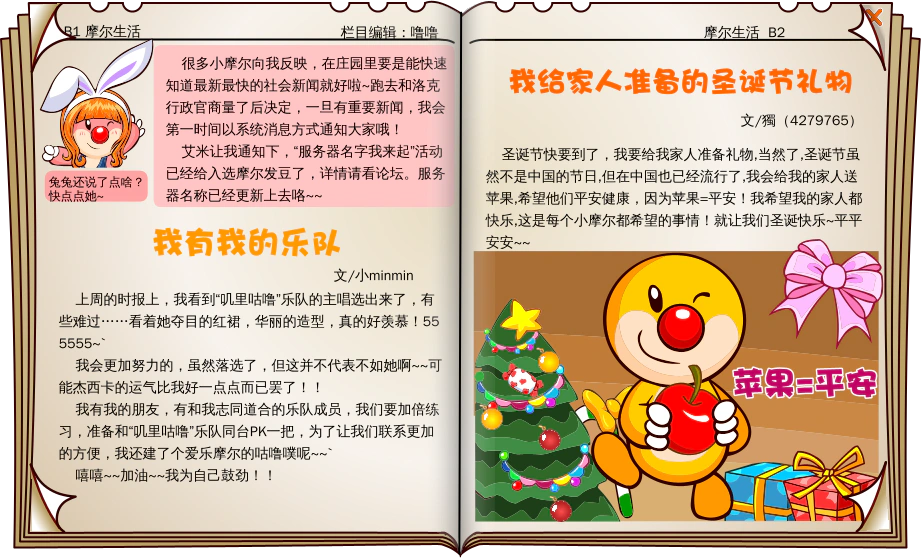 B1 摩尔生活
栏目编辑：噜噜
很多小摩尔向我反映，在庄园里要是能快速
知道最新最快的社会新闻就好啦~跑去和洛克
行政官商量了后决定，一旦有重要新闻，我会
第一时间以系统消息方式通知大家哦！
艾米让我通知下，“服务器名字我来起”活动
已经给入选摩尔发豆了，详情请看论坛。服务
器名称已经更新上去咯~~
兔兔还说了点啥？
快点点她~
我有我的乐队
文/小minmin
上周的时报上，我看到“叽里咕噜”乐队的主唱选出来了，有
些难过……看着她夺目的红裙，华丽的造型，真的好羡慕！55
5555~`
我会更加努力的，虽然落选了，但这并不代表不如她啊~~可
能杰西卡的运气比我好一点点而已罢了！！
我有我的朋友，有和我志同道合的乐队成员，我们要加倍练
习，准备和“叽里咕噜”乐队同台PK一把，为了让我们联系更加
的方便，我还建了个爱乐摩尔的咕噜噗呢~~`
嘻嘻~~加油~~我为自己鼓劲！！
摩尔生活 B2
我给家人准备的圣诞节礼物
文/獨（4279765）
圣诞节快要到了，我要给我家人准备礼物,当然了,圣诞节虽
然不是中国的节日,但在中国也已经流行了,我会给我的家人送
苹果,希望他们平安健康，因为苹果=平安！我希望我的家人都
快乐,这是每个小摩尔都希望的事情！就让我们圣诞快乐~平平
安安~~
苹果=平安